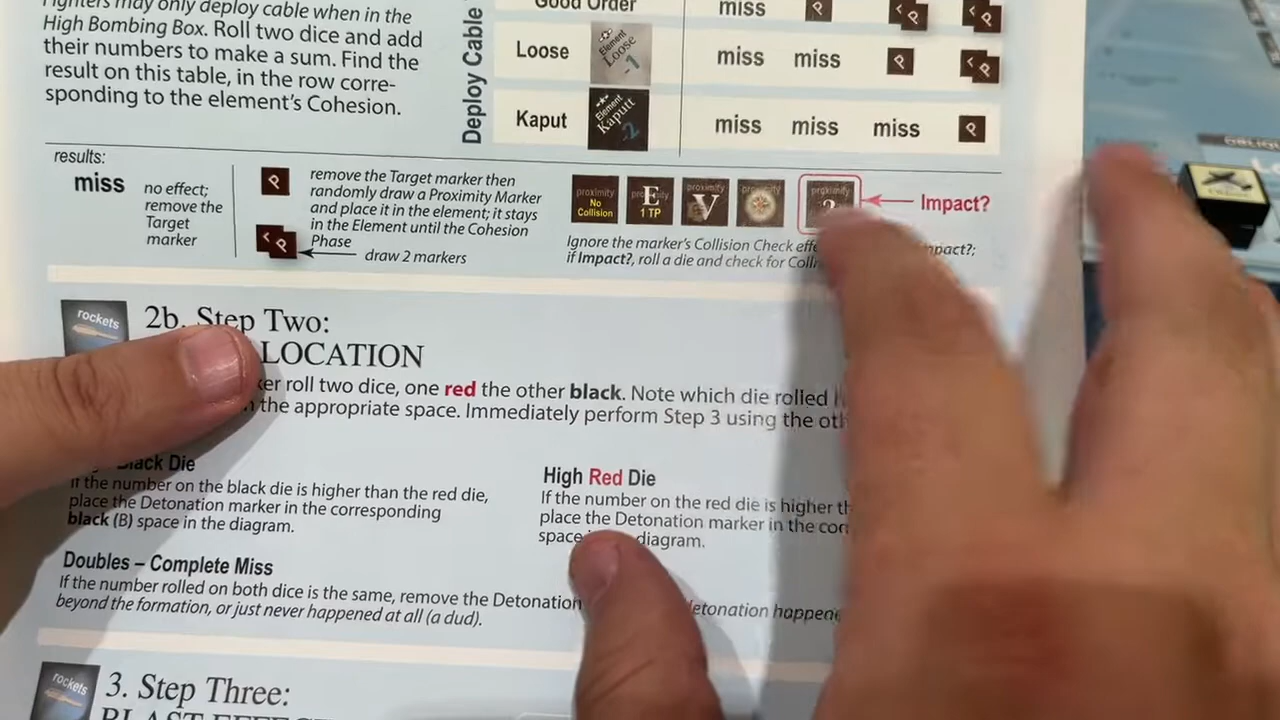 Fighters may only deploy cable when in the
High Bombing Box. Roll two dice and add
their numbers to make a sum. Find the
result on this table, in the row corre-
sponding to the element's Cohesion.
Deploy Cable
Good Order miss P P P
Loose Element Loose -1 miss miss P P
Kaput Element Kaputt -2 miss miss miss P
results:
miss no effect;
remove the
Target
marker
P remove the Target marker then
randomly draw a Proximity Marker
and place it in the element; it stays
in the Element until the Cohesion
Phase
P draw 2 markers
proximity No Collision
proximity E 1 TP
proximity V
proximity
proximity ?
Impact?
Ignore the marker's Collision Check
if Impact?, roll a die and check for
rockets
2b. Step Two:
LOCATION
roll two dice, one red the other black. Note which die rolled
the appropriate space. Immediately perform Step 3 using the
Black Die
If the number on the black die is higher than the red die,
place the Detonation marker in the corresponding
black (B) space in the diagram.
High Red Die
If the number on the red die is higher
place the Detonation marker in the
space diagram.
Doubles – Complete Miss
If the number rolled on both dice is the same, remove the Detonation
beyond the formation, or just never happened at all (a dud).
rockets
3. Step Three: